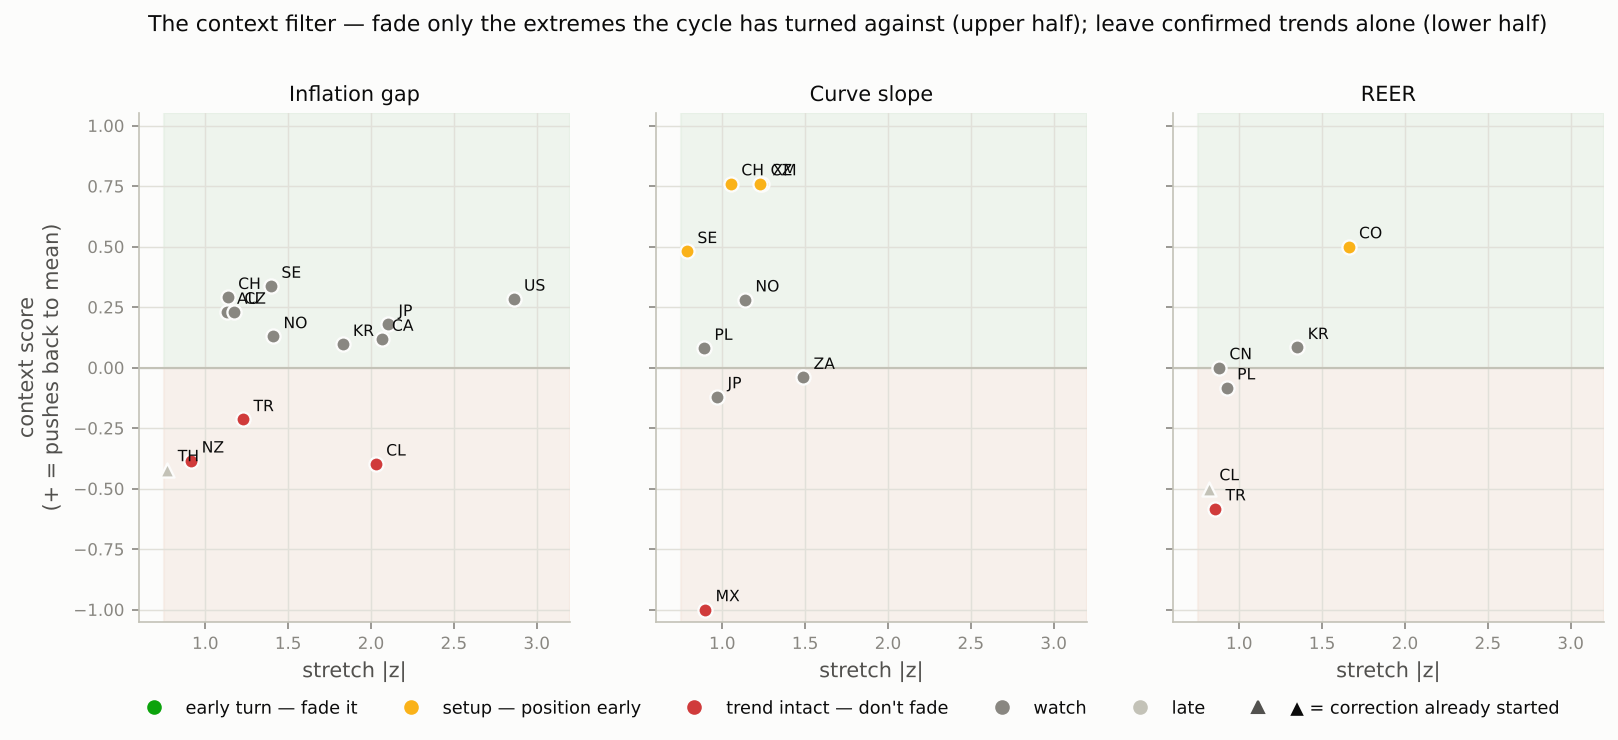 The context filter — fade only the extremes the cycle has turned against (upper half); leave confirmed trends alone (lower half)
Inflation gap
context score
(+ = pushes back to mean)
1.00
0.75
0.50
0.25
0.00
−0.25
−0.50
−0.75
−1.00
CH
SE
US
AU
CZ
JP
NO
KR
CA
TR
TH
NZ
CL
1.0
1.5
2.0
2.5
3.0
stretch |z|
Curve slope
CH
SE
NO
PL
ZA
JP
MX
1.0
1.5
2.0
2.5
3.0
stretch |z|
REER
CO
KR
CN
PL
CL
TR
1.0
1.5
2.0
2.5
3.0
stretch |z|
early turn — fade it
setup — position early
trend intact — don't fade
watch
late
▲ = correction already started